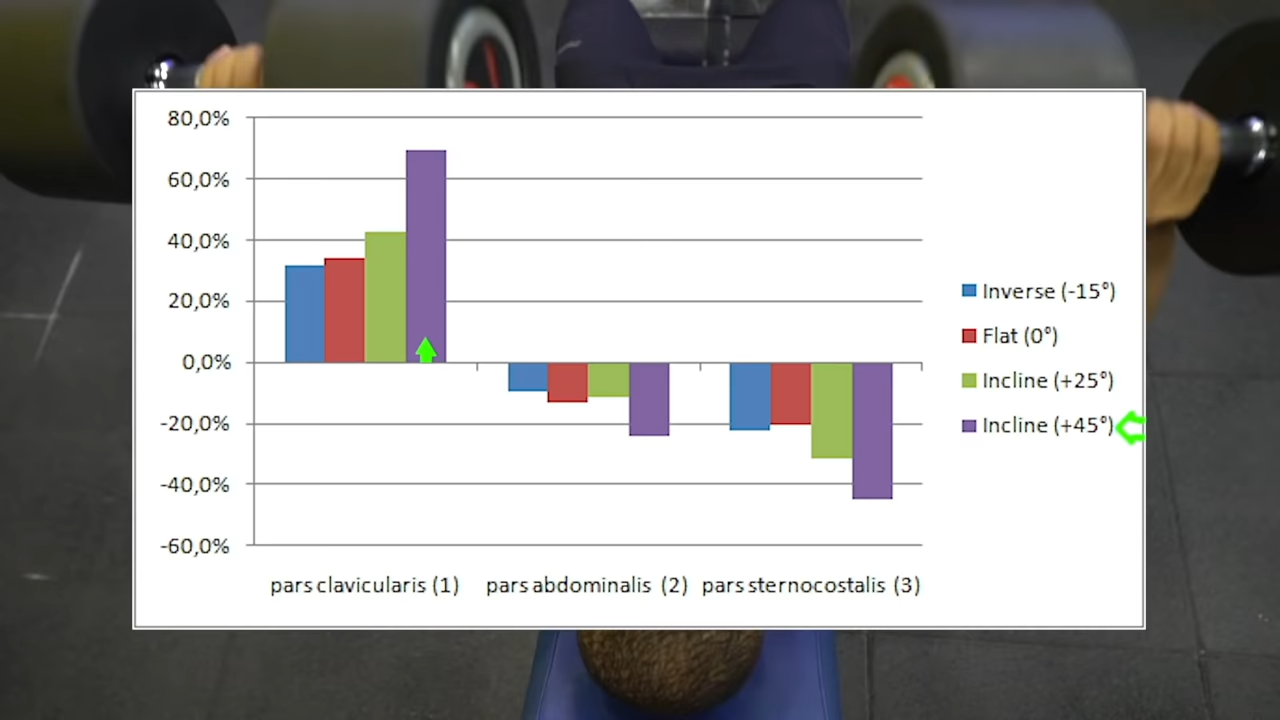 80,0%
60,0%
40,0%
20,0%
0,0%
-20,0%
-40,0%
-60,0%
pars clavicularis (1)
pars abdominalis (2)
pars sternocostalis (3)
Inverse (-15°)
Flat (0°)
Incline (+25°)
Incline (+45°)